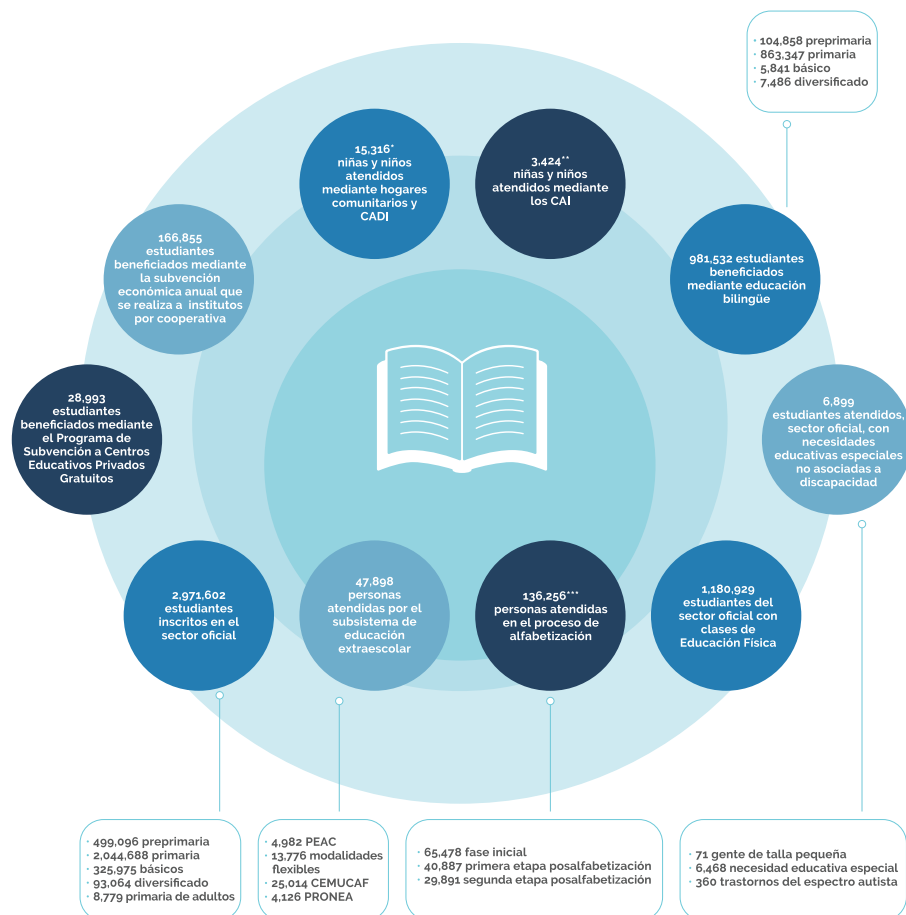 · 104,858 preprimaria
· 863,347 primaria
· 5,841 básico
· 7,486 diversificado
15,316*
niñas y niños
atendidos
mediante hogares
comunitarios y
CADI
3,424**
niñas y niños
atendidos mediante
los CAI
166,855
estudiantes
beneficiados mediante
la subvención
económica anual que
se realiza a institutos
por cooperativa
981,532 estudiantes
beneficiados
mediante educación
bilingüe
28,993
estudiantes
beneficiados mediante
el Programa de
Subvención a Centros
Educativos Privados
Gratuitos
6,899
estudiantes atendidos,
sector oficial, con
necesidades
educativas especiales
no asociadas a
discapacidad
2,971,602
estudiantes
inscritos en el
sector oficial
47,898
personas
atendidas por el
subsistema de
educación
extraescolar
136,256***
personas atendidas
en el proceso de
alfabetización
1,180,929
estudiantes del
sector oficial con
clases de
Educación Física
· 499,096 preprimaria
· 2,044,688 primaria
· 325,975 básicos
· 93,064 diversificado
· 8,779 primaria de adultos
· 4,982 PEAC
· 13,776 modalidades
flexibles
· 25,014 CEMUCAF
· 4,126 PRONEA
· 65,478 fase inicial
· 40,887 primera etapa posalfabetización
· 29,891 segunda etapa posalfabetización
· 71 gente de talla pequeña
· 6,468 necesidad educativa especial
· 360 trastornos del espectro autista